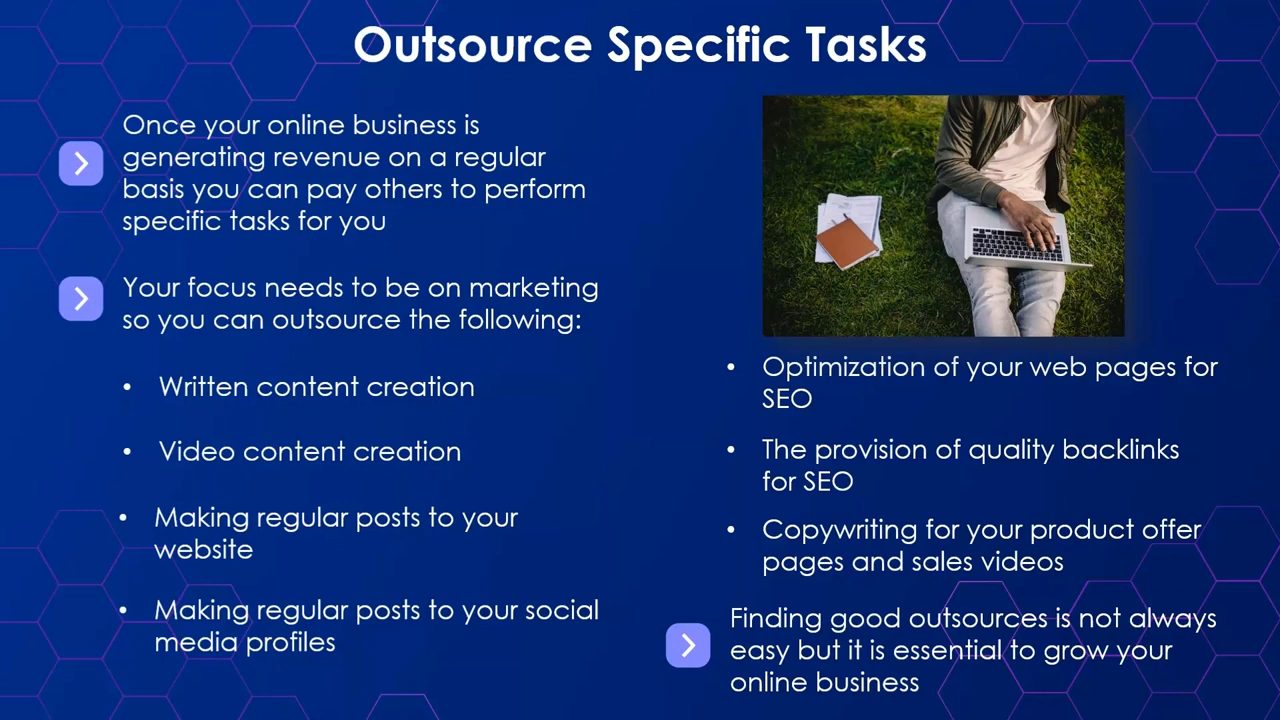 Outsource Specific Tasks
Once your online business is
generating revenue on a regular
basis you can pay others to perform
specific tasks for you
Your focus needs to be on marketing
so you can outsource the following:
• Written content creation
• Video content creation
• Making regular posts to your
website
• Making regular posts to your social
media profiles
• Optimization of your web pages for
SEO
• The provision of quality backlinks
for SEO
• Copywriting for your product offer
pages and sales videos
Finding good outsources is not always
easy but it is essential to grow your
online business